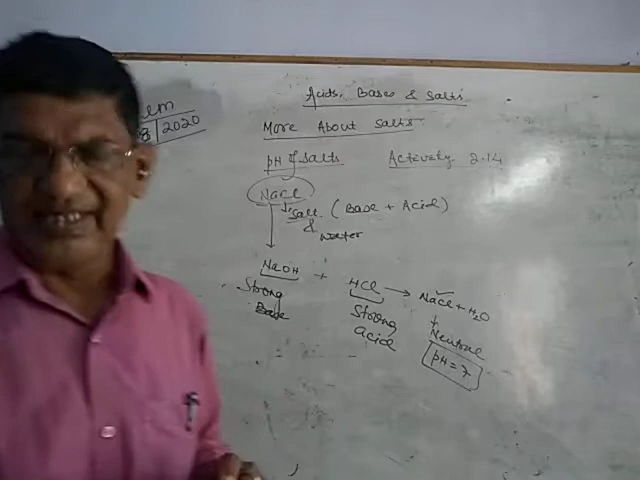 Acids, Bases & Salts
em
8 | 2020
More About Salts
pH of Salts Activity 2.14
NaCl
Salt (Base + Acid)
& water
NaOH + HCl → NaCl + H2O
Strong Base
Strong acid
Neutral
pH = 7